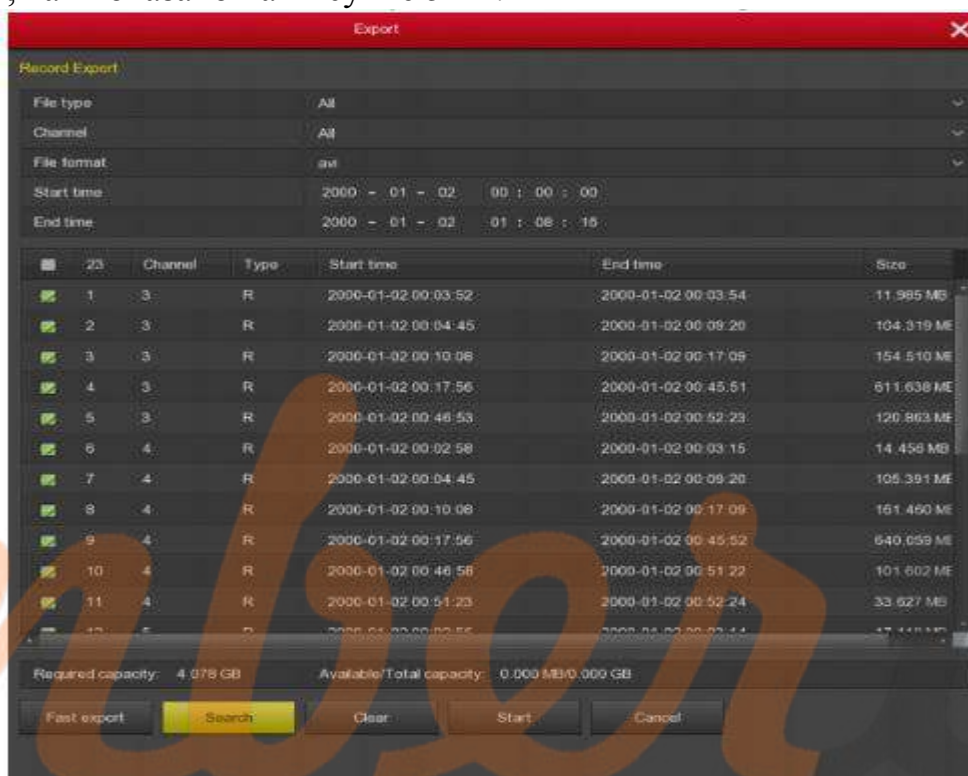 Export
Record Export
File type All
Channel All
File format avi
Start time 2000 - 01 - 02 00 : 00 : 00
End time 2000 - 01 - 02 01 : 08 : 16
23 Channel Type Start time End time Size
1 3 R 2000-01-02 00:03:52 2000-01-02 00:03:54 11.985 MB
2 3 R 2000-01-02 00:04:45 2000-01-02 00:09:20 104.319 MB
3 3 R 2000-01-02 00:10:08 2000-01-02 00:17:09 154.510 MB
4 3 R 2000-01-02 00:17:56 2000-01-02 00:45:51 611.638 MB
5 3 R 2000-01-02 00:46:53 2000-01-02 00:52:23 120.863 MB
6 4 R 2000-01-02 00:02:58 2000-01-02 00:03:15 14.456 MB
7 4 R 2000-01-02 00:04:45 2000-01-02 00:09:20 105.391 MB
8 4 R 2000-01-02 00:10:08 2000-01-02 00:17:09 161.460 MB
9 4 R 2000-01-02 00:17:56 2000-01-02 00:45:52 640.059 MB
10 4 R 2000-01-02 00:46:58 2000-01-02 00:51:22 101.602 MB
11 4 R 2000-01-02 00:51:23 2000-01-02 00:52:24 33.627 MB
Required capacity: 4.078 GB Available/Total capacity: 0.000 MB/0.000 GB
Fast export Search Clear Start Cancel